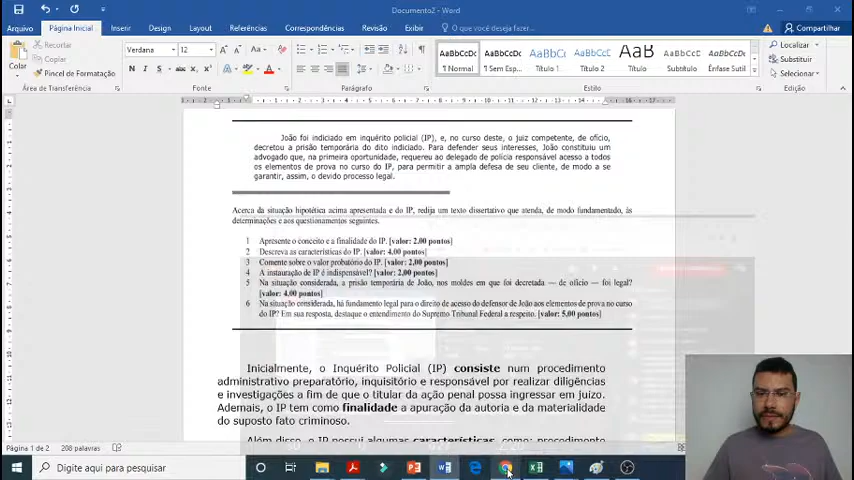 Documento2 - Word
Arquivo Página Inicial Inserir Design Layout Referências Correspondências Revisão Exibir O que você deseja fazer... Compartilhar
Colar
Recortar
Copiar
Pincel de Formatação
Área de Transferência
Verdana 12
N I S abc
Fonte
Parágrafo
AaBbCcDc AaBbCcDc AaBbC AaBbCcC AaB AaBbCcD AaBbCcDc
¶ Normal ¶ Sem Esp... Título 1 Título 2 Título Subtítulo Ênfase Sutil
Estilo
Localizar
Substituir
Selecionar
Edição
João foi indiciado em inquérito policial (IP), e, no curso deste, o juiz competente, de ofício,
decretou a prisão temporária do dito indiciado. Para defender seus interesses, João constituiu um
advogado que, na primeira oportunidade, requereu ao delegado de polícia responsável acesso a todos
os elementos de prova no curso do IP, para permitir a ampla defesa de seu cliente, de modo a se
garantir, assim, o devido processo legal.
Acerca da situação hipotética acima apresentada e do IP, redija um texto dissertativo que atenda, de modo fundamentado, às
determinações e aos questionamentos seguintes.
1 Apresente o conceito e a finalidade do IP. [valor: 2,00 pontos]
2 Descreva as características do IP. [valor: 4,00 pontos]
3 Comente sobre o valor probatório do IP. [valor: 2,00 pontos]
4 A instauração de IP é indispensável? [valor: 2,00 pontos]
5 Na situação considerada, a prisão temporária de João, nos moldes em que foi decretada — de ofício — foi legal?
[valor: 4,00 pontos]
6 Na situação considerada, há fundamento legal para o direito de acesso do defensor de João aos elementos de prova no curso
do IP? Em sua resposta, destaque o entendimento do Supremo Tribunal Federal a respeito. [valor: 5,00 pontos]
Inicialmente, o Inquérito Policial (IP) consiste num procedimento
administrativo preparatório, inquisitório e responsável por realizar diligências
e investigações a fim de que o titular da ação penal possa ingressar em juízo.
Ademais, o IP tem como finalidade a apuração da autoria e da materialidade
do suposto fato criminoso.
Além disso, o IP possui algumas características, como: procedimento
Página 1 de 2 208 palavras
Digite aqui para pesquisar